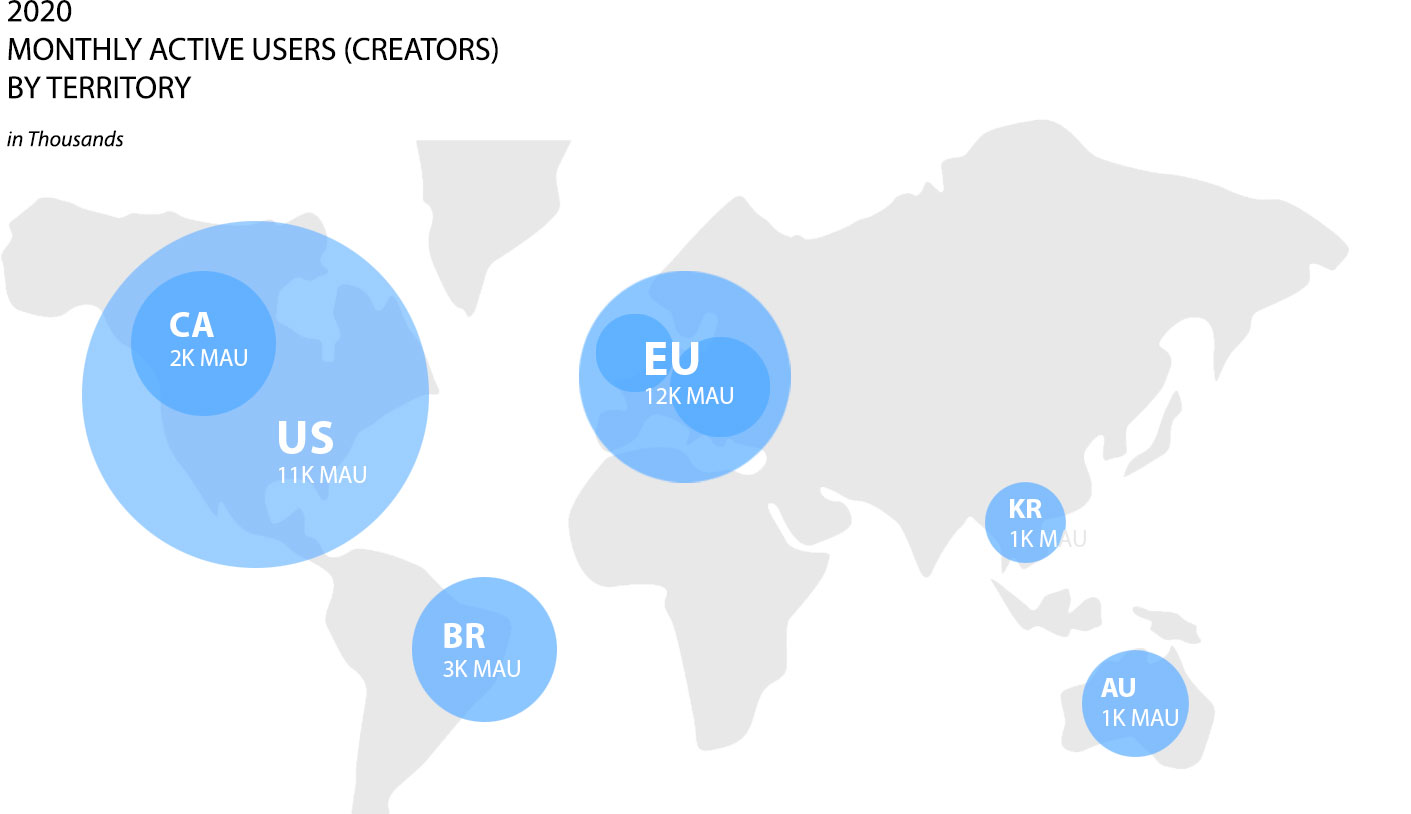 2020
MONTHLY ACTIVE USERS (CREATORS)
BY TERRITORY
in Thousands
CA
2K MAU
US
11K MAU
EU
12K MAU
BR
3K MAU
KR
1K MAU
AU
1K MAU